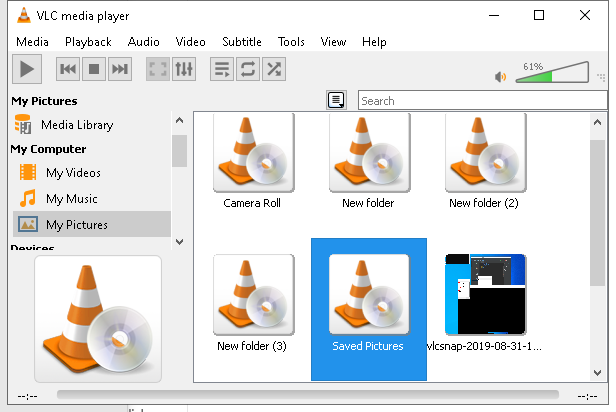 VLC media player
Media Playback Audio Video Subtitle Tools View Help
61%
My Pictures
Search
Media Library
My Computer
My Videos
My Music
My Pictures
Devices
Camera Roll New folder New folder (2)
New folder (3) Saved Pictures vlcsnap-2019-08-31-1...
--:-- --:--